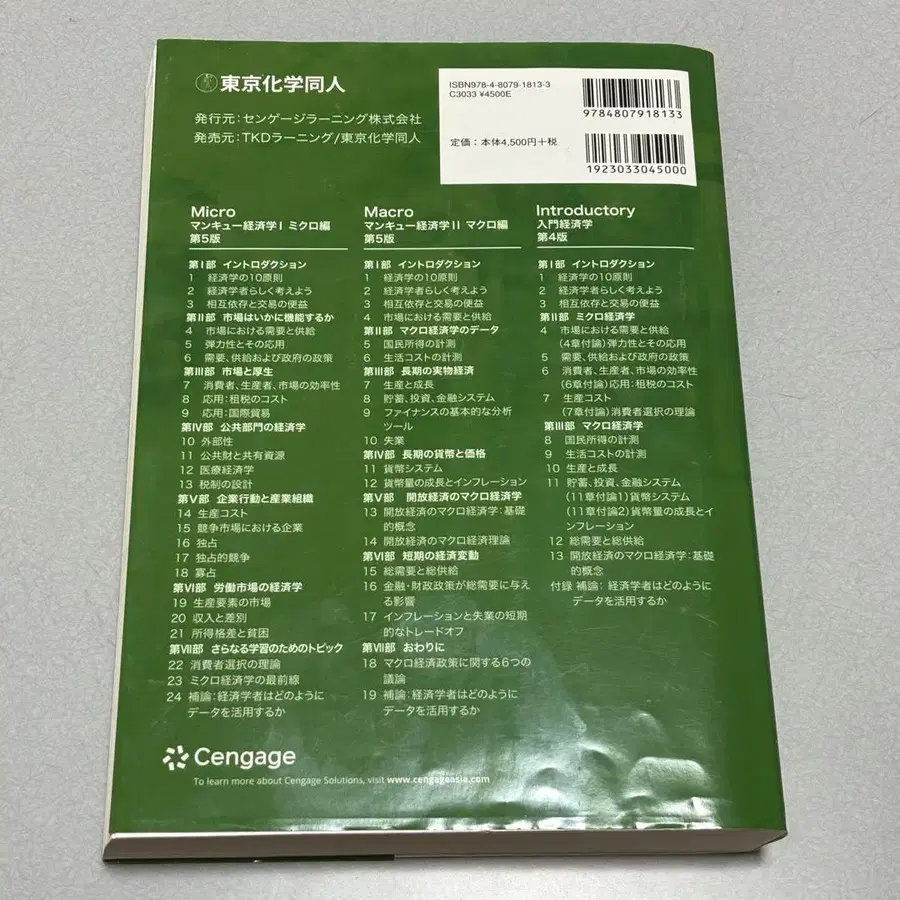 東京化学同人
発行元：センゲージラーニング株式会社
発売元：TKDラーニング/東京化学同人
ISBN978-4-8079-1813-3
C3033 ¥4500E
定価：本体4,500円＋税
9784807918133
1923033045000
Micro
マンキュー経済学Ⅰ ミクロ編
第5版
第Ⅰ部 イントロダクション
1 経済学の10原則
2 経済学者らしく考えよう
3 相互依存と交易の便益
第Ⅱ部 市場はいかに機能するか
4 市場における需要と供給
5 弾力性とその応用
6 需要、供給および政府の政策
第Ⅲ部 市場と厚生
7 消費者、生産者、市場の効率性
8 応用：租税のコスト
9 応用：国際貿易
第Ⅳ部 公共部門の経済学
10 外部性
11 公共財と共有資源
12 医療経済学
13 税制の設計
第Ⅴ部 企業行動と産業組織
14 生産コスト
15 競争市場における企業
16 独占
17 独占的競争
18 寡占
第Ⅵ部 労働市場の経済学
19 生産要素の市場
20 収入と差別
21 所得格差と貧困
第Ⅶ部 さらなる学習のためのトピック
22 消費者選択の理論
23 ミクロ経済学の最前線
24 補論：経済学者はどのように
データを活用するか
Macro
マンキュー経済学Ⅱ マクロ編
第5版
第Ⅰ部 イントロダクション
1 経済学の10原則
2 経済学者らしく考えよう
3 相互依存と交易の便益
4 市場における需要と供給
第Ⅱ部 マクロ経済学のデータ
5 国民所得の計測
6 生活コストの計測
第Ⅲ部 長期の実物経済
7 生産と成長
8 貯蓄、投資、金融システム
9 ファイナンスの基本的な分析
ツール
10 失業
第Ⅳ部 長期の貨幣と価格
11 貨幣システム
12 貨幣量の成長とインフレーション
第Ⅴ部 開放経済のマクロ経済学
13 開放経済のマクロ経済学：基礎
的概念
14 開放経済のマクロ経済理論
第Ⅵ部 短期の経済変動
15 総需要と総供給
16 金融・財政政策が総需要に与え
る影響
17 インフレーションと失業の短期
的なトレードオフ
第Ⅶ部 おわりに
18 マクロ経済政策に関する6つの
議論
19 補論：経済学者はどのように
データを活用するか
Introductory
入門経済学
第4版
第Ⅰ部 イントロダクション
1 経済学の10原則
2 経済学者らしく考えよう
3 相互依存と交易の便益
第Ⅱ部 ミクロ経済学
4 市場における需要と供給
(4章付論)弾力性とその応用
5 需要、供給および政府の政策
6 消費者、生産者、市場の効率性
(6章付論)応用：租税のコスト
7 生産コスト
(7章付論)消費者選択の理論
第Ⅲ部 マクロ経済学
8 国民所得の計測
9 生活コストの計測
10 生産と成長
11 貯蓄、投資、金融システム
(11章付論1)貨幣システム
(11章付論2)貨幣量の成長とイ
ンフレーション
12 総需要と総供給
13 開放経済のマクロ経済学：基礎
的概念
付録 補論：経済学者はどのように
データを活用するか
Cengage
To learn more about Cengage Solutions, visit www.cengageasia.com